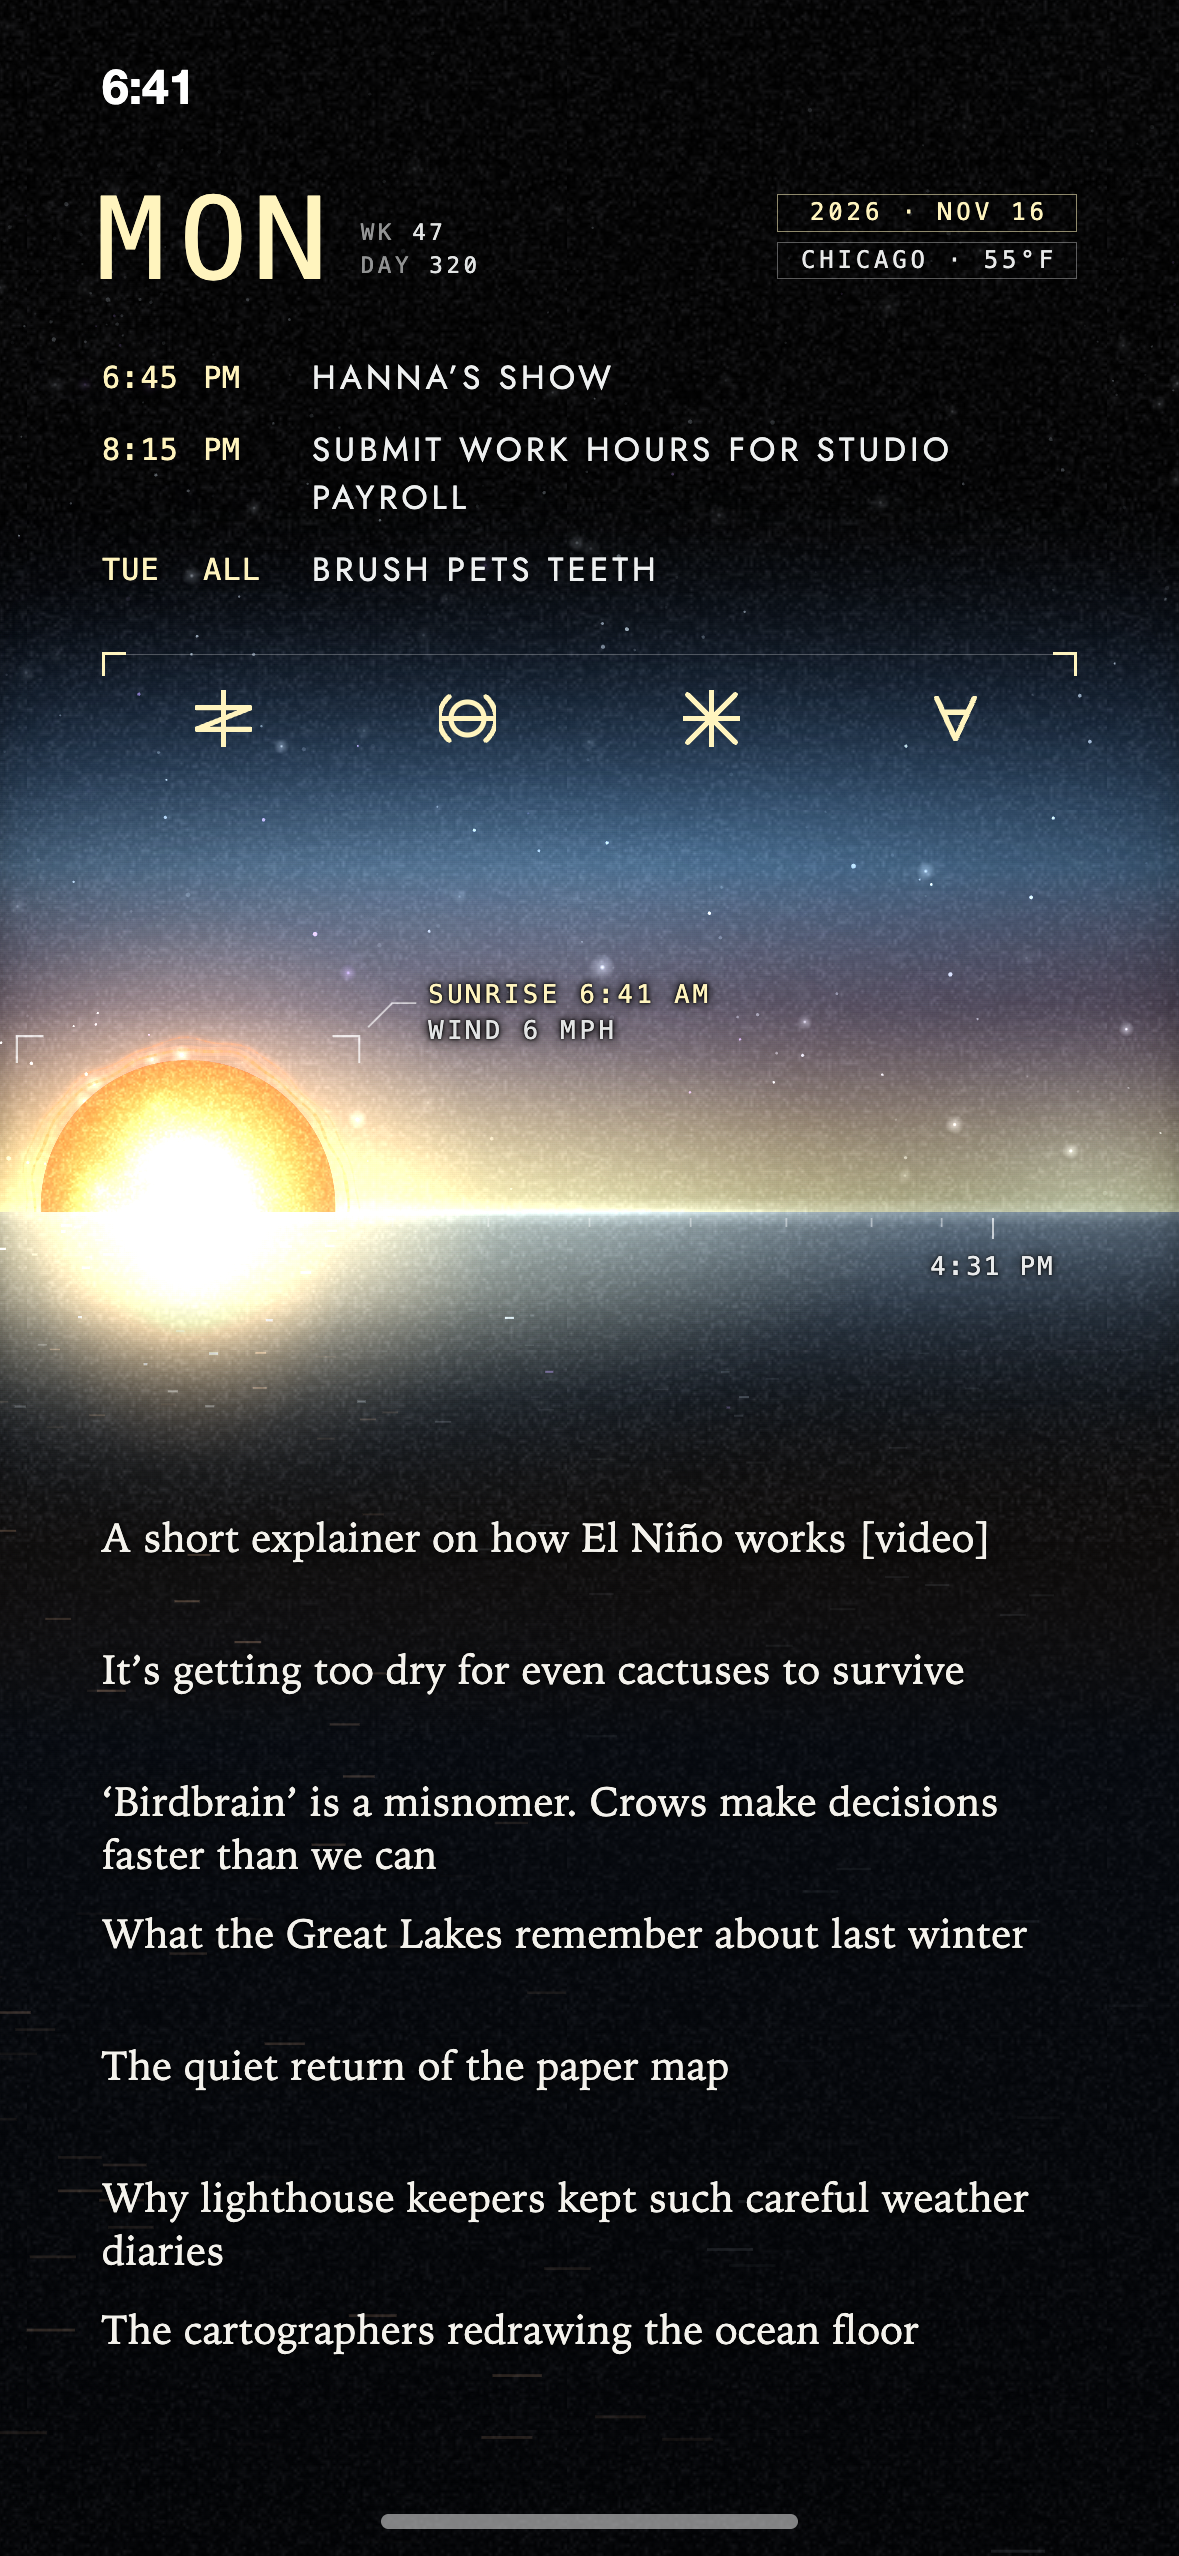 6:41
MON
WK 47
DAY 320
2026 · NOV 16
CHICAGO · 55°F
6:45 PM HANNA’S SHOW
8:15 PM SUBMIT WORK HOURS FOR STUDIO
PAYROLL
TUE ALL BRUSH PETS TEETH
SUNRISE 6:41 AM
WIND 6 MPH
4:31 PM
A short explainer on how El Niño works [video]
It’s getting too dry for even cactuses to survive
‘Birdbrain’ is a misnomer. Crows make decisions
faster than we can
What the Great Lakes remember about last winter
The quiet return of the paper map
Why lighthouse keepers kept such careful weather
diaries
The cartographers redrawing the ocean floor